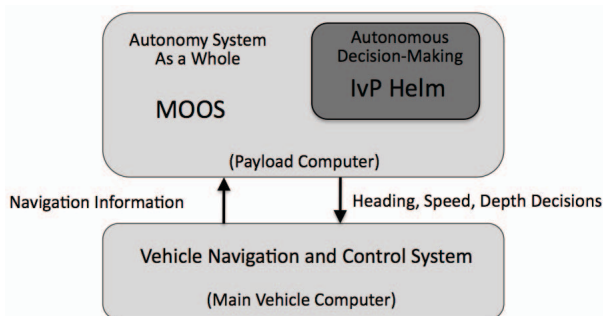 Autonomy System
As a Whole
MOOS
Autonomous
Decision-Making
IvP Helm
(Payload Computer)
Navigation Information
Heading, Speed, Depth Decisions
Vehicle Navigation and Control System
(Main Vehicle Computer)